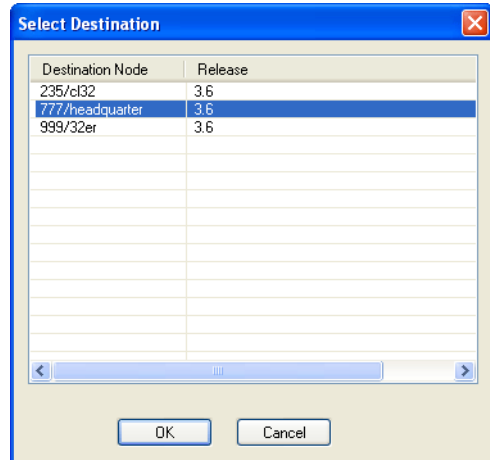 Select Destination
Destination Node Release
235/cl32 3.6
777/headquarter 3.6
999/32er 3.6
OK Cancel